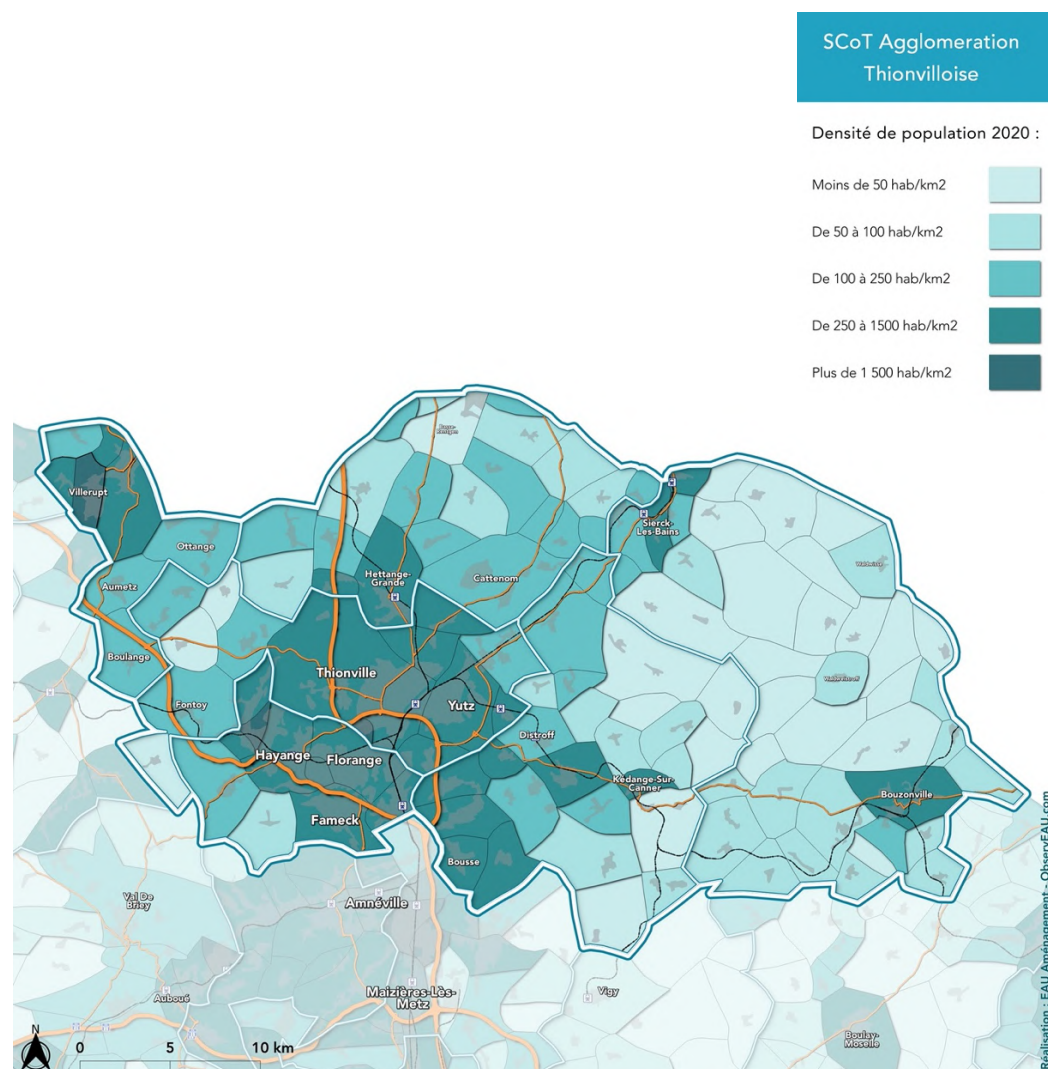 SCoT Agglomeration
Thionvilloise
Densité de population 2020 :
Moins de 50 hab/km2
De 50 à 100 hab/km2
De 100 à 250 hab/km2
De 250 à 1500 hab/km2
Plus de 1 500 hab/km2
Villerupt
Ottange
Aumetz
Boulange
Fontoy
Hettange-
Grande
Cattenom
Sierck-
Les-Bains
Waldwisse
Thionville
Yutz
Distroff
Hayange
Florange
Fameck
Kédange-Sur-
Canner
Bouzonville
Bousse
Val De
Briey
Amnéville
Auboué
Maizières-Lès-
Metz
Vigy
Boulay-
Moselle
N
0 5 10 km
Réalisation : EAU Aménagement - ObservEAU.com